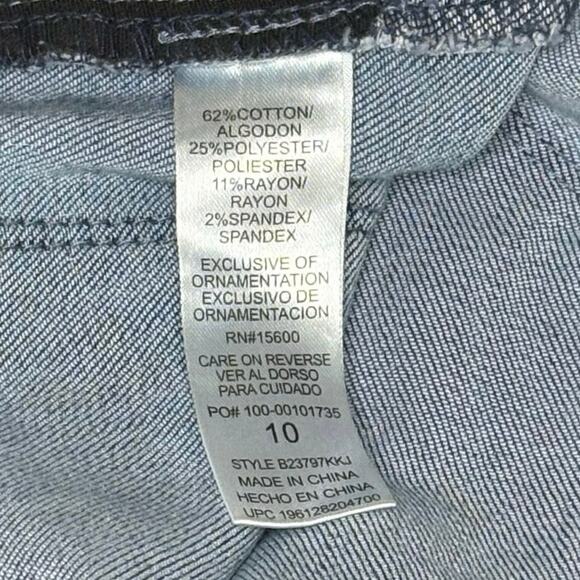 62%COTTON/
ALGODON
25%POLYESTER/
POLIESTER
11%RAYON/
RAYON
2%SPANDEX/
SPANDEX
EXCLUSIVE OF
ORNAMENTATION
EXCLUSIVO DE
ORNAMENTACION
RN#15600
CARE ON REVERSE
VER AL DORSO
PARA CUIDADO
PO# 100-00101735
10
STYLE B23797KKJ
MADE IN CHINA
HECHO EN CHINA
UPC 196128204700